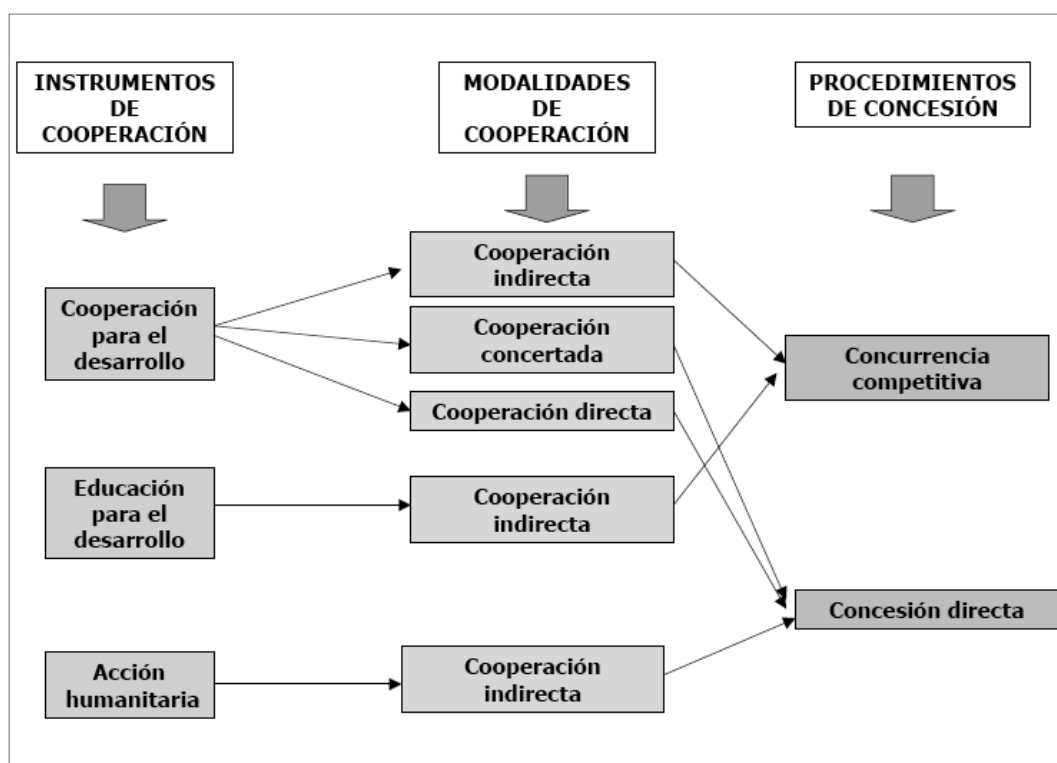 INSTRUMENTOS
DE
COOPERACIÓN
MODALIDADES
DE
COOPERACIÓN
PROCEDIMIENTOS
DE CONCESIÓN
Cooperación
para el
desarrollo
Cooperación
indirecta
Cooperación
concertada
Cooperación directa
Concurrencia
competitiva
Educación
para el
desarrollo
Cooperación
indirecta
Concesión directa
Acción
humanitaria
Cooperación
indirecta